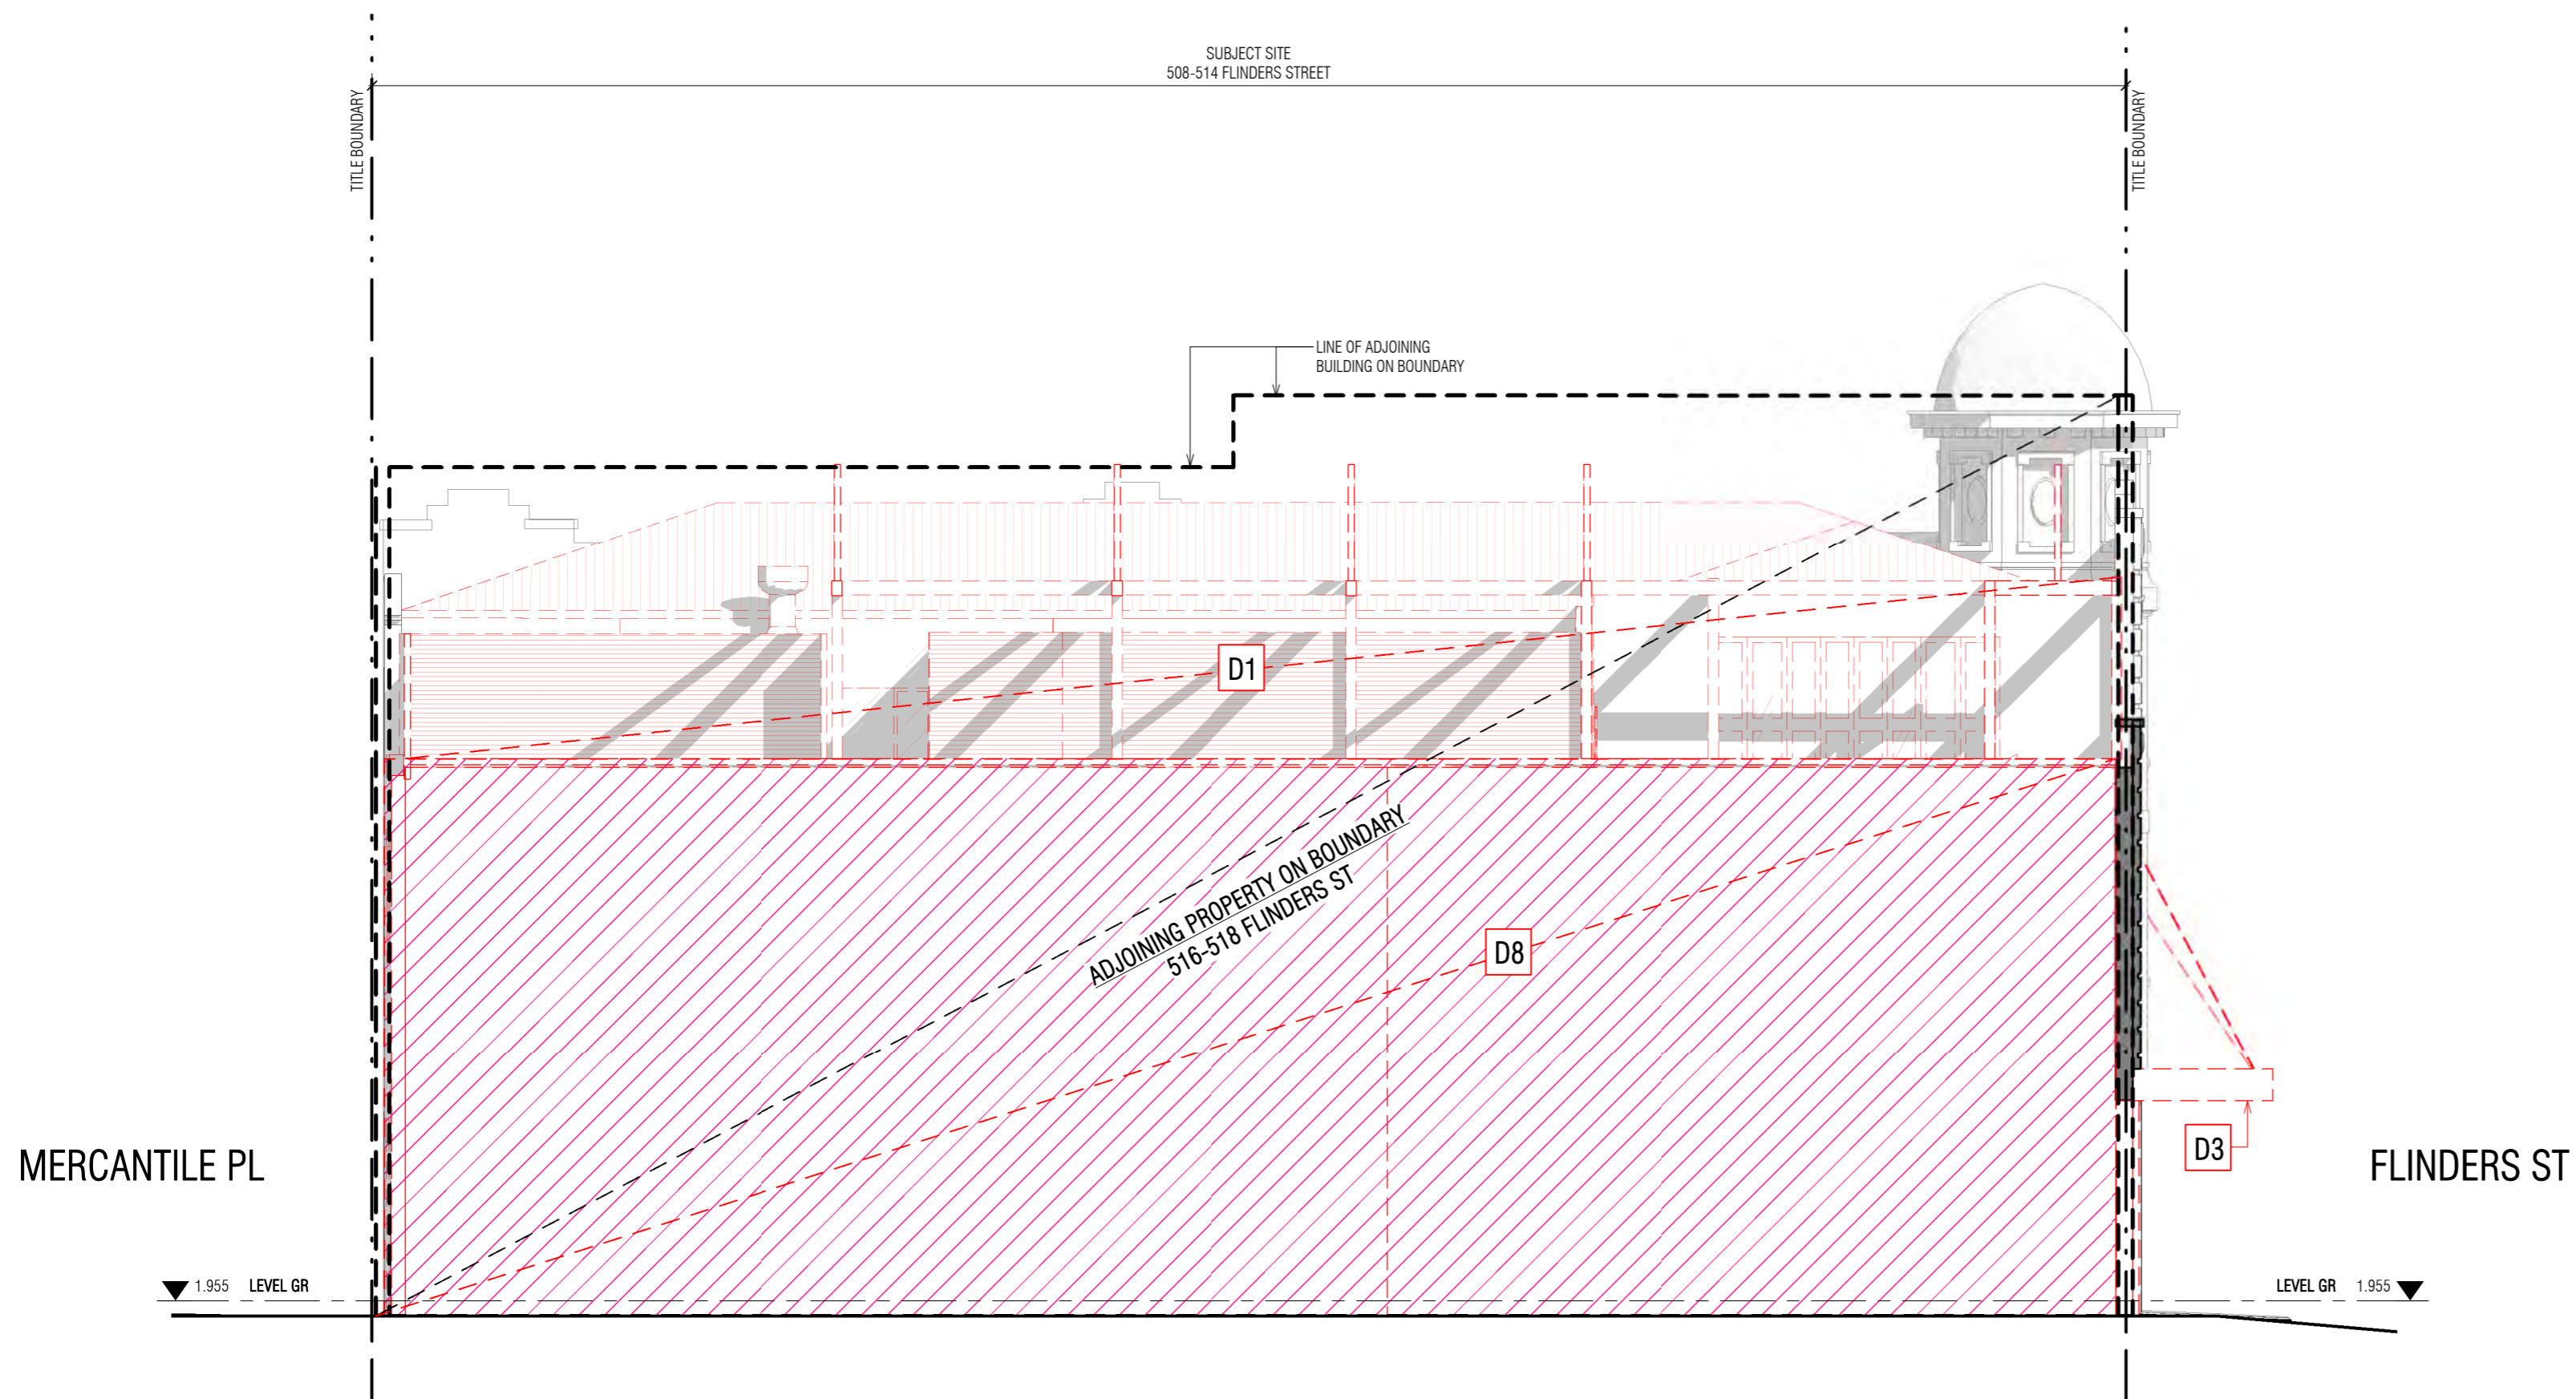 SUBJECT SITE
508-514 FLINDERS STREET
TITLE BOUNDARY
TITLE BOUNDARY
LINE OF ADJOINING
BUILDING ON BOUNDARY
D1
ADJOINING PROPERTY ON BOUNDARY
516-518 FLINDERS ST
D8
D3
MERCANTILE PL
FLINDERS ST
1.955 LEVEL GR
LEVEL GR 1.955